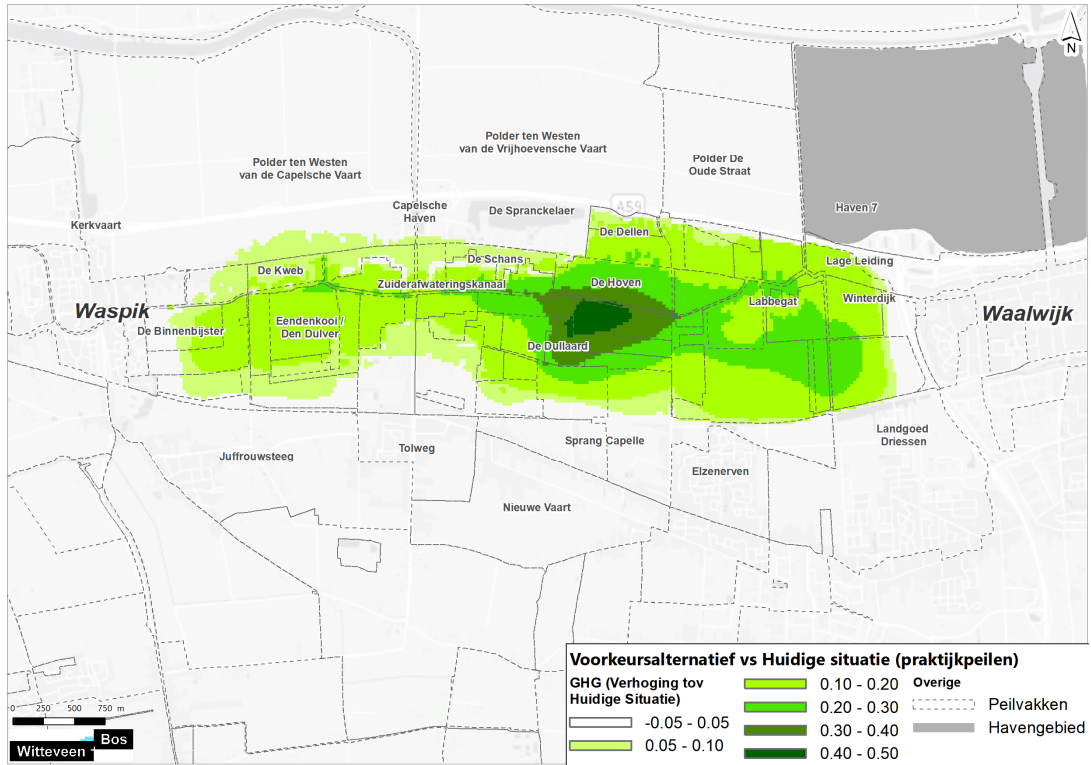 N
Polder ten Westen
van de Vrijhoevensche Vaart
Polder ten Westen
van de Capelsche Vaart
Polder De
Oude Straat
A59
Capelsche
Haven
De Spranckelaer
Haven 7
Kerkvaart
De Dellen
De Schans
Lage Leiding
De Kweb
Zuiderafwateringskanaal
De Hoven
Labbegat
Winterdijk
Waspik
Waalwijk
De Binnenbijster
Eendenkooi /
Den Dulver
De Dullaard
Landgoed
Driessen
Juffrouwsteeg
Tolweg
Sprang Capelle
Elzenerven
Nieuwe Vaart
Voorkeursalternatief vs Huidige situatie (praktijkpeilen)
GHG (Verhoging tov
Huidige Situatie)
-0.05 - 0.05
0.05 - 0.10
0.10 - 0.20
0.20 - 0.30
0.30 - 0.40
0.40 - 0.50
Overige
Peilvakken
Havengebied
0 250 500 750 m
Witteveen + Bos